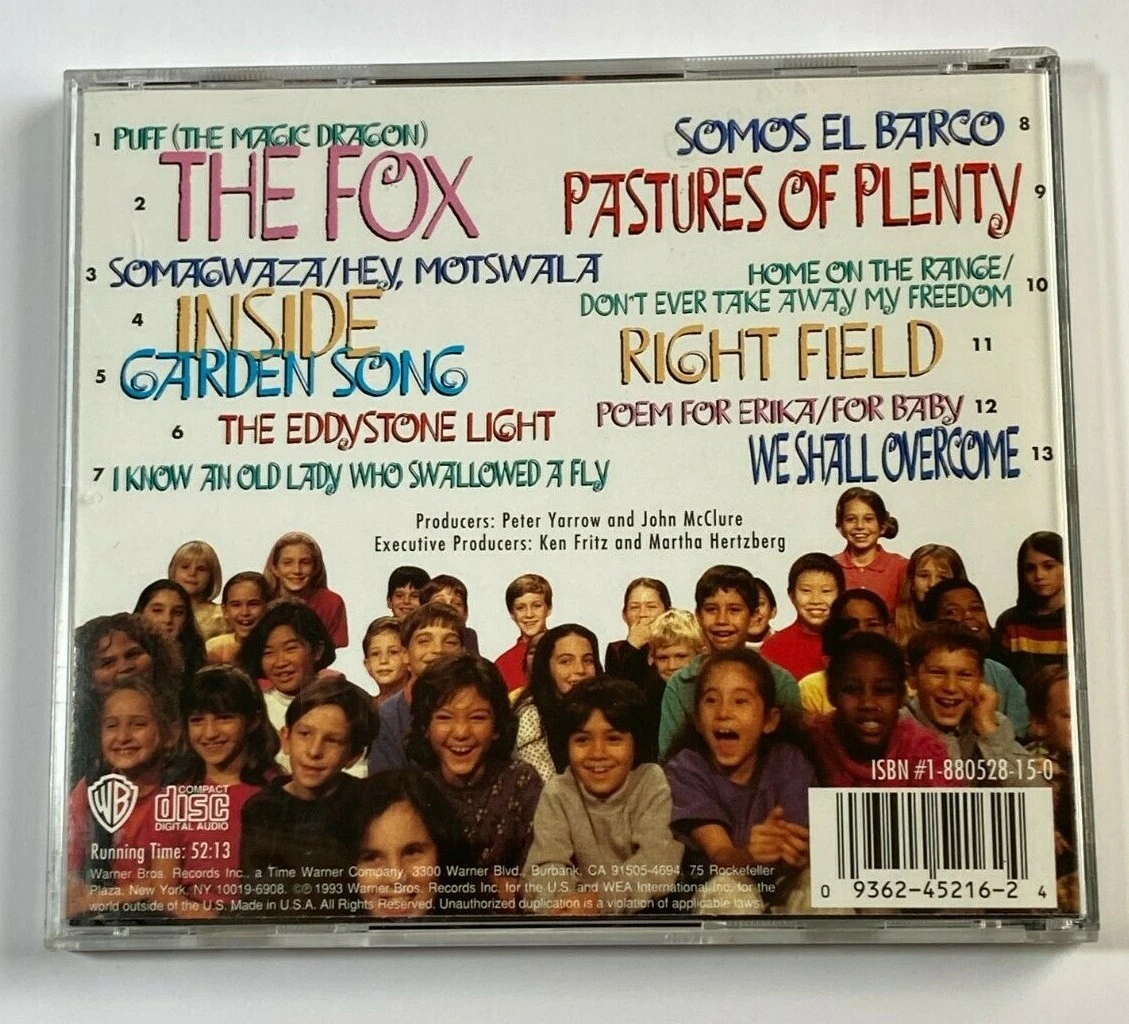 1 PUFF (THE MAGIC DRAGON)
2 THE FOX
3 SOMAGWAZA/HEY, MOTSWALA
4 INSIDE
5 GARDEN SONG
6 THE EDDYSTONE LIGHT
7 I KNOW AN OLD LADY WHO SWALLOWED A FLY
SOMOS EL BARCO 8
PASTURES OF PLENTY 9
HOME ON THE RANGE/
DON'T EVER TAKE AWAY MY FREEDOM 10
RIGHT FIELD 11
POEM FOR ERIKA/FOR BABY 12
WE SHALL OVERCOME 13
Producers: Peter Yarrow and John McClure
Executive Producers: Ken Fritz and Martha Hertzberg
WB
COMPACT
disc
DIGITAL AUDIO
Running Time: 52:13
Warner Bros. Records Inc., a Time Warner Company, 3300 Warner Blvd., Burbank, CA 91505-4694, 75 Rockefeller
Plaza, New York, NY 10019-6908. ©℗ 1993 Warner Bros. Records Inc. for the U.S. and WEA International Inc. for the
world outside of the U.S. Made in U.S.A. All Rights Reserved. Unauthorized duplication is a violation of applicable laws.
ISBN #1-880528-15-0
0 9362-45216-2 4